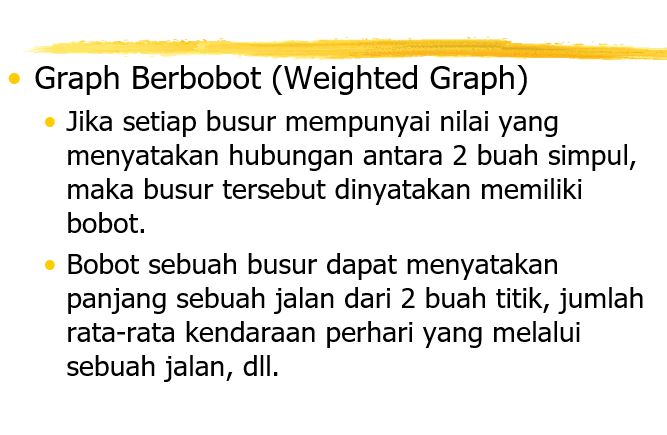 Graph Berbobot (Weighted Graph)
Jika setiap busur mempunyai nilai yang
menyatakan hubungan antara 2 buah simpul,
maka busur tersebut dinyatakan memiliki
bobot.
Bobot sebuah busur dapat menyatakan
panjang sebuah jalan dari 2 buah titik, jumlah
rata-rata kendaraan perhari yang melalui
sebuah jalan, dll.